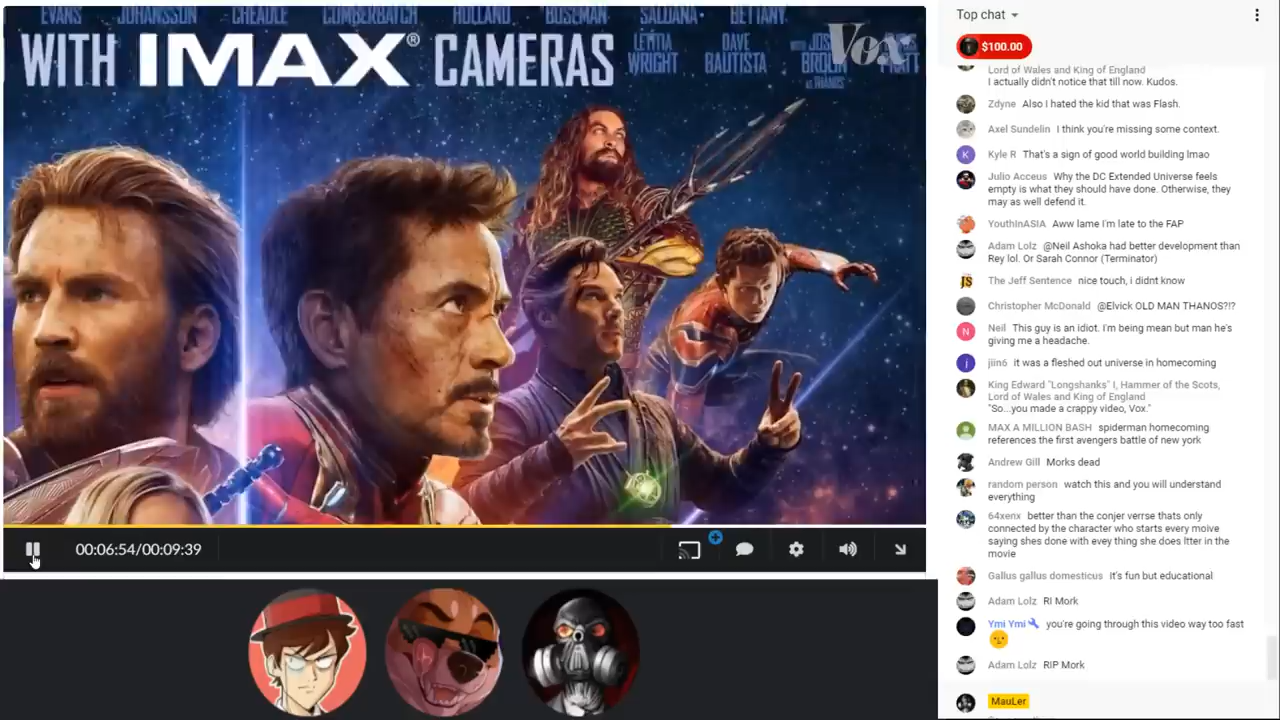 JOHANSSON CHEADLE CUMBERBATCH HOLLAND BOSEMAN SALDANA BETTANY
EVANS
WITH IMAX® CAMERAS
LETITIA
WRIGHT
DAVE
BAUTISTA
Vox
00:06:54/00:09:39
Top chat
$100.00
Lord of Wales and King of England
I actually didn't notice that till now. Kudos.
Zdyne Also I hated the kid that was Flash.
Axel Sundelin I think you're missing some context.
Kyle R That's a sign of good world building lmao
Julio Acceus Why the DC Extended Universe feels
empty is what they should have done. Otherwise, they
may as well defend it.
YouthInASIA Aww lame I'm late to the FAP
Adam Lolz @Neil Ashoka had better development than
Rey lol. Or Sarah Connor (Terminator)
The Jeff Sentence nice touch, i didnt know
Christopher McDonald @Elvick OLD MAN THANOS?!?
Neil This guy is an idiot. I'm being mean but man he's
giving me a headache.
jiin6 it was a fleshed out universe in homecoming
King Edward "Longshanks" I, Hammer of the Scots,
Lord of Wales and King of England
"So...you made a crappy video, Vox."
MAX A MILLION BASH spiderman homecoming
references the first avengers battle of new york
Andrew Gill Morks dead
random person watch this and you will understand
everything
64xenx better than the conjer verrse thats only
connected by the character who starts every moive
saying shes done with evey thing she does ltter in the
movie
Gallus gallus domesticus It's fun but educational
Adam Lolz RI Mork
Ymi Ymi you're going through this video way too fast
Adam Lolz RIP Mork
MauLer